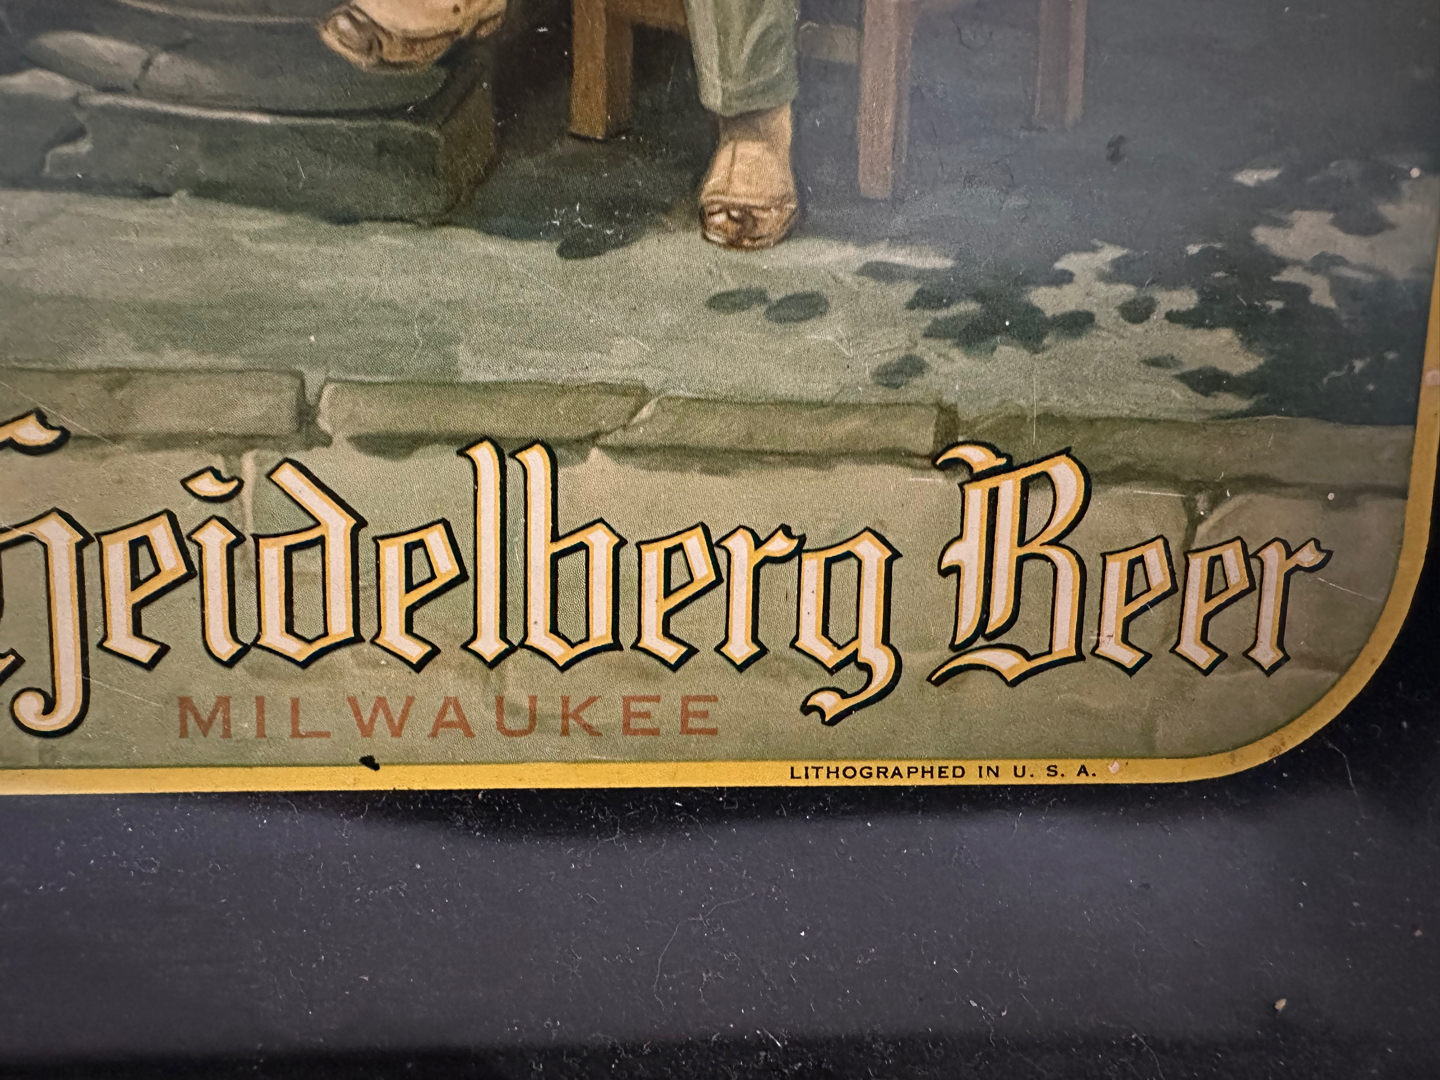 Heidelberg Beer
MILWAUKEE
LITHOGRAPHED IN U. S. A.